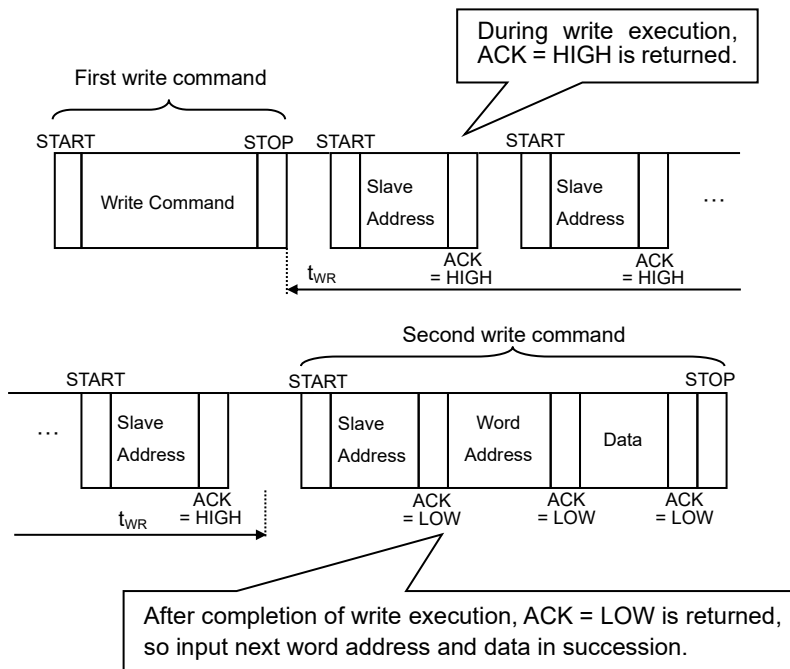 During write execution,
ACK = HIGH is returned.
First write command
START STOP START START
Write Command
Slave
Address
Slave
Address
…
ACK
= HIGH
ACK
= HIGH
tWR
Second write command
START START STOP
…
Slave
Address
Slave
Address
Word
Address
Data
ACK
= HIGH
ACK
= LOW
ACK
= LOW
ACK
= LOW
tWR
After completion of write execution, ACK = LOW is returned,
so input next word address and data in succession.